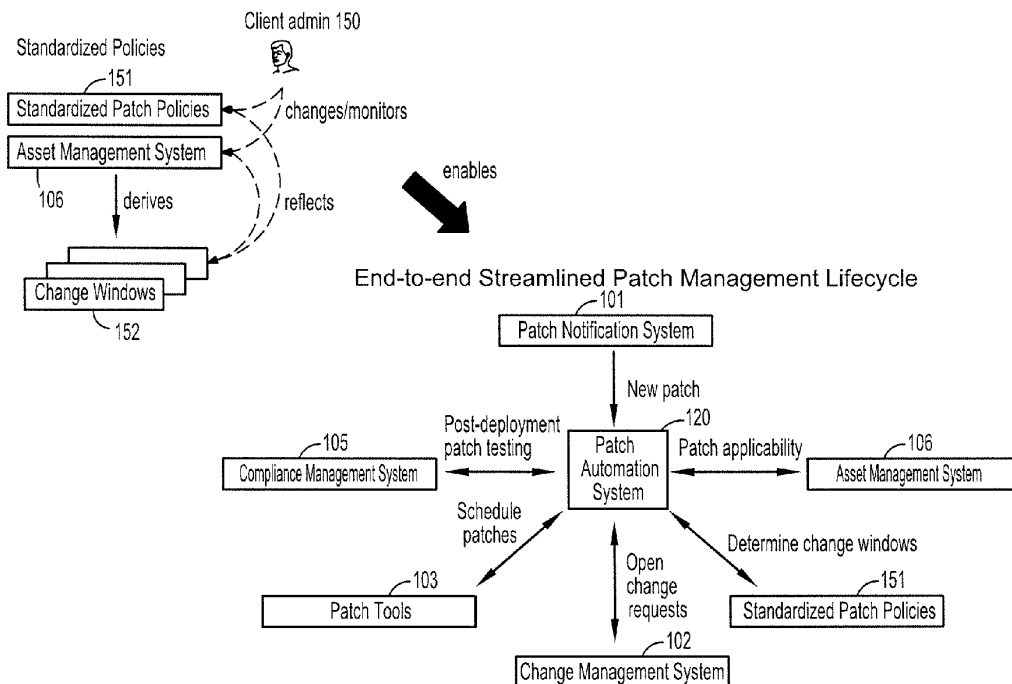 Client admin 150
Standardized Policies
151
Standardized Patch Policies
changes/monitors
Asset Management System
106
derives
reflects
enables
Change Windows
152
End-to-end Streamlined Patch Management Lifecycle
101
Patch Notification System
New patch
120
Post-deployment
patch testing
Patch
Automation
System
Patch applicability
105
Compliance Management System
106
Asset Management System
Schedule
patches
Determine change windows
103
Patch Tools
Open
change
requests
151
Standardized Patch Policies
102
Change Management System